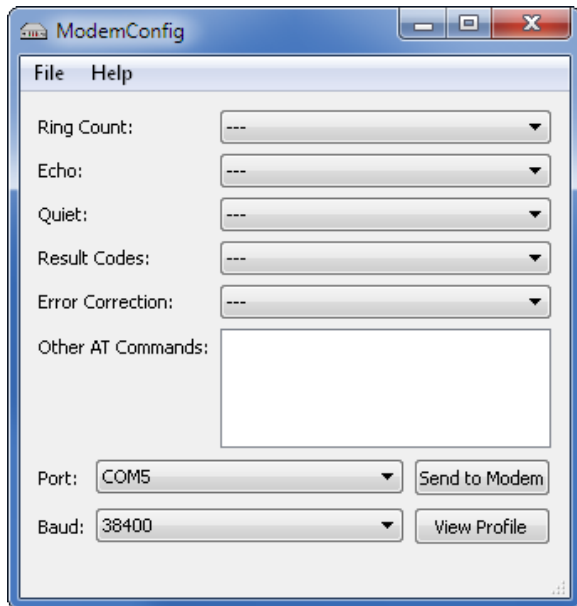 ModemConfig
File Help
Ring Count: ---
Echo: ---
Quiet: ---
Result Codes: ---
Error Correction: ---
Other AT Commands:
Port: COM5 Send to Modem
Baud: 38400 View Profile